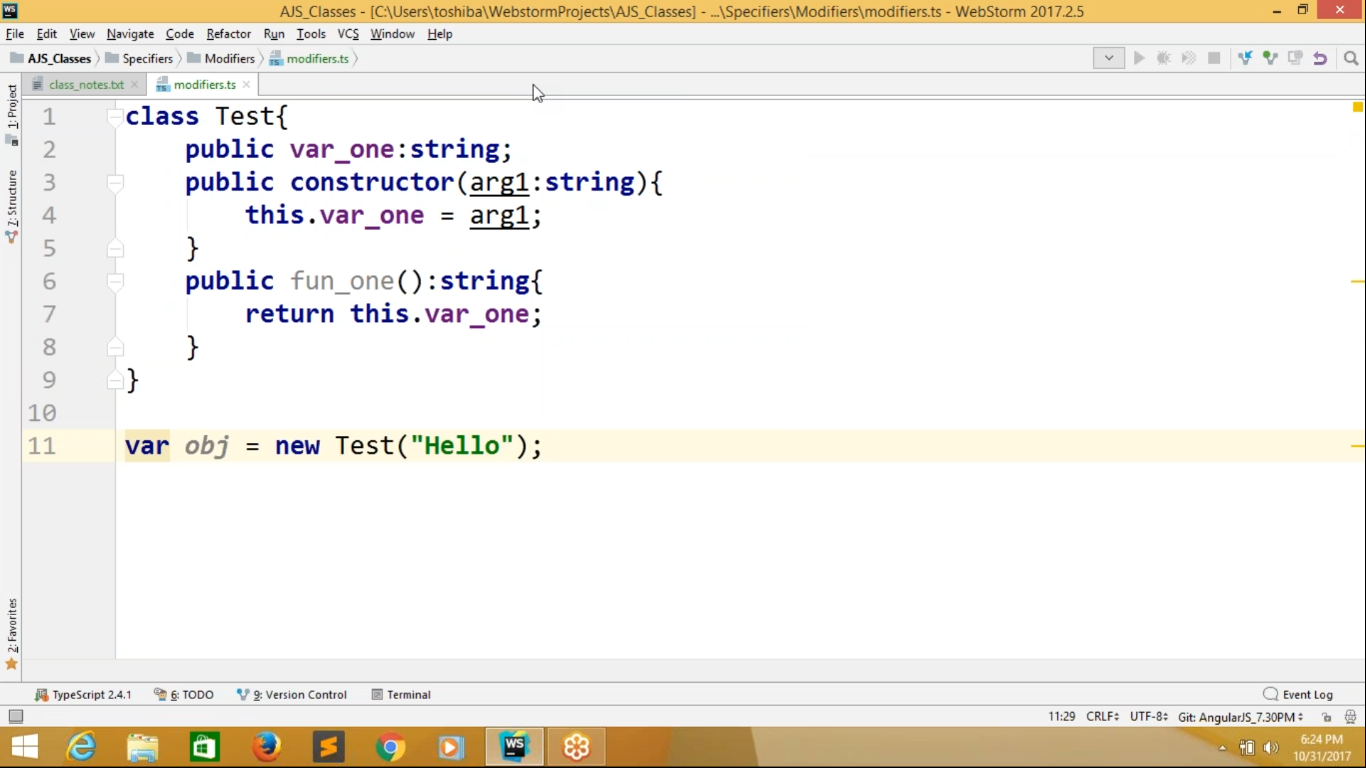 AJS_Classes - [C:\Users\toshiba\WebstormProjects\AJS_Classes] - ...\Specifiers\Modifiers\modifiers.ts - WebStorm 2017.2.5
File Edit View Navigate Code Refactor Run Tools VCS Window Help
AJS_Classes Specifiers Modifiers modifiers.ts
class_notes.txt modifiers.ts
1: Project
Z: Structure
2: Favorites
1 class Test{
2 public var_one:string;
3 public constructor(arg1:string){
4 this.var_one = arg1;
5 }
6 public fun_one():string{
7 return this.var_one;
8 }
9 }
10
11 var obj = new Test("Hello");
TypeScript 2.4.1 6: TODO 9: Version Control Terminal Event Log
11:29 CRLF UTF-8 Git: AngularJS_7.30PM
WS
6:24 PM
10/31/2017